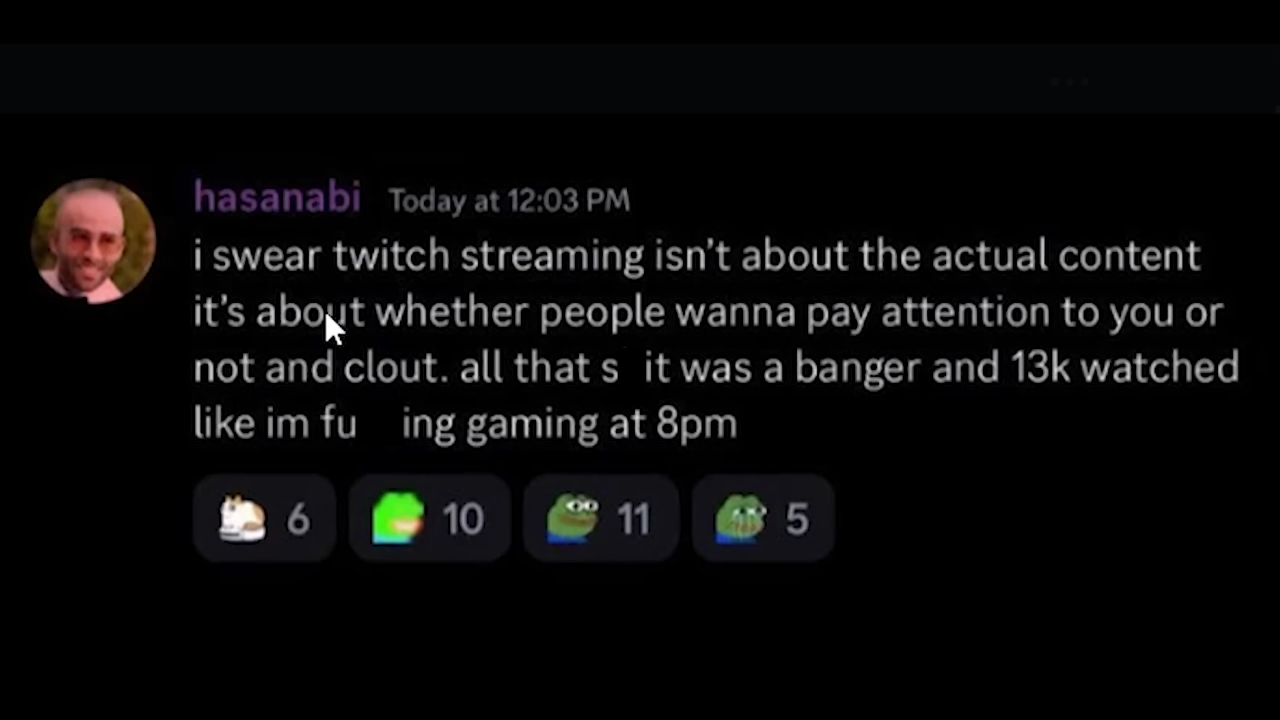 hasanabi Today at 12:03 PM
i swear twitch streaming isn't about the actual content
it's about whether people wanna pay attention to you or
not and clout. all that s  it was a banger and 13k watched
like im fu  ing gaming at 8pm
6 10 11 5